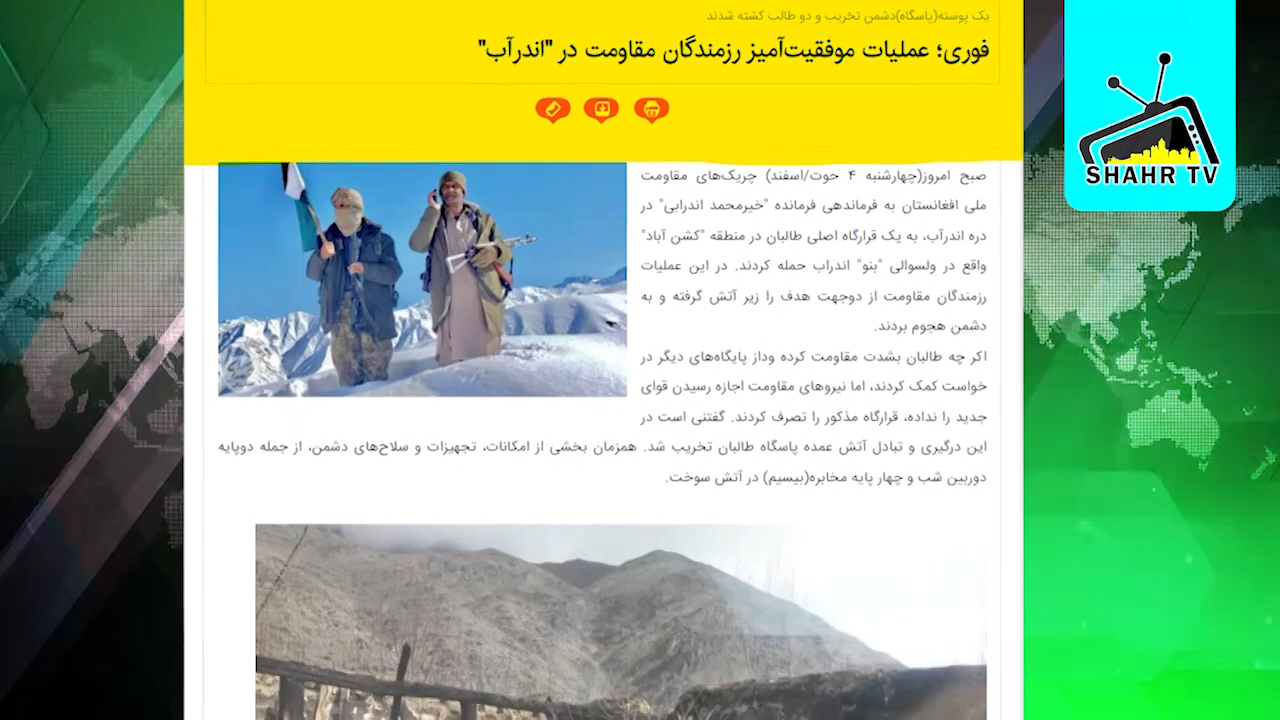 یک پوسته(پاسگاه)دشمن تخریب و دو طالب کشته شدند
فوری؛ عملیات موفقیت‌آمیز رزمندگان مقاومت در "اندرآب"
SHAHR TV
صبح امروز(چهارشنبه ۴ حوت/اسفند) چریک‌های مقاومت
ملی افغانستان به فرماندهی فرمانده "خیرمحمد اندرابی" در
دره اندرآب، به یک قرارگاه اصلی طالبان در منطقه "کشن آباد"
واقع در ولسوالی "بنو" اندراب حمله کردند. در این عملیات
رزمندگان مقاومت از دوجهت هدف را زیر آتش گرفته و به
دشمن هجوم بردند.
اکر چه طالبان بشدت مقاومت کرده وداز پایگاه‌های دیگر در
خواست کمک کردند، اما نیروهای مقاومت اجازه رسیدن قوای
جدید را نداده، قرارگاه مذکور را تصرف کردند. گفتنی است در
این درگیری و تبادل آتش عمده پاسگاه طالبان تخریب شد. همزمان بخشی از امکانات، تجهیزات و سلاح‌های دشمن، از جمله دوپایه
دوربین شب و چهار پایه مخابره(بیسیم) در آتش سوخت.